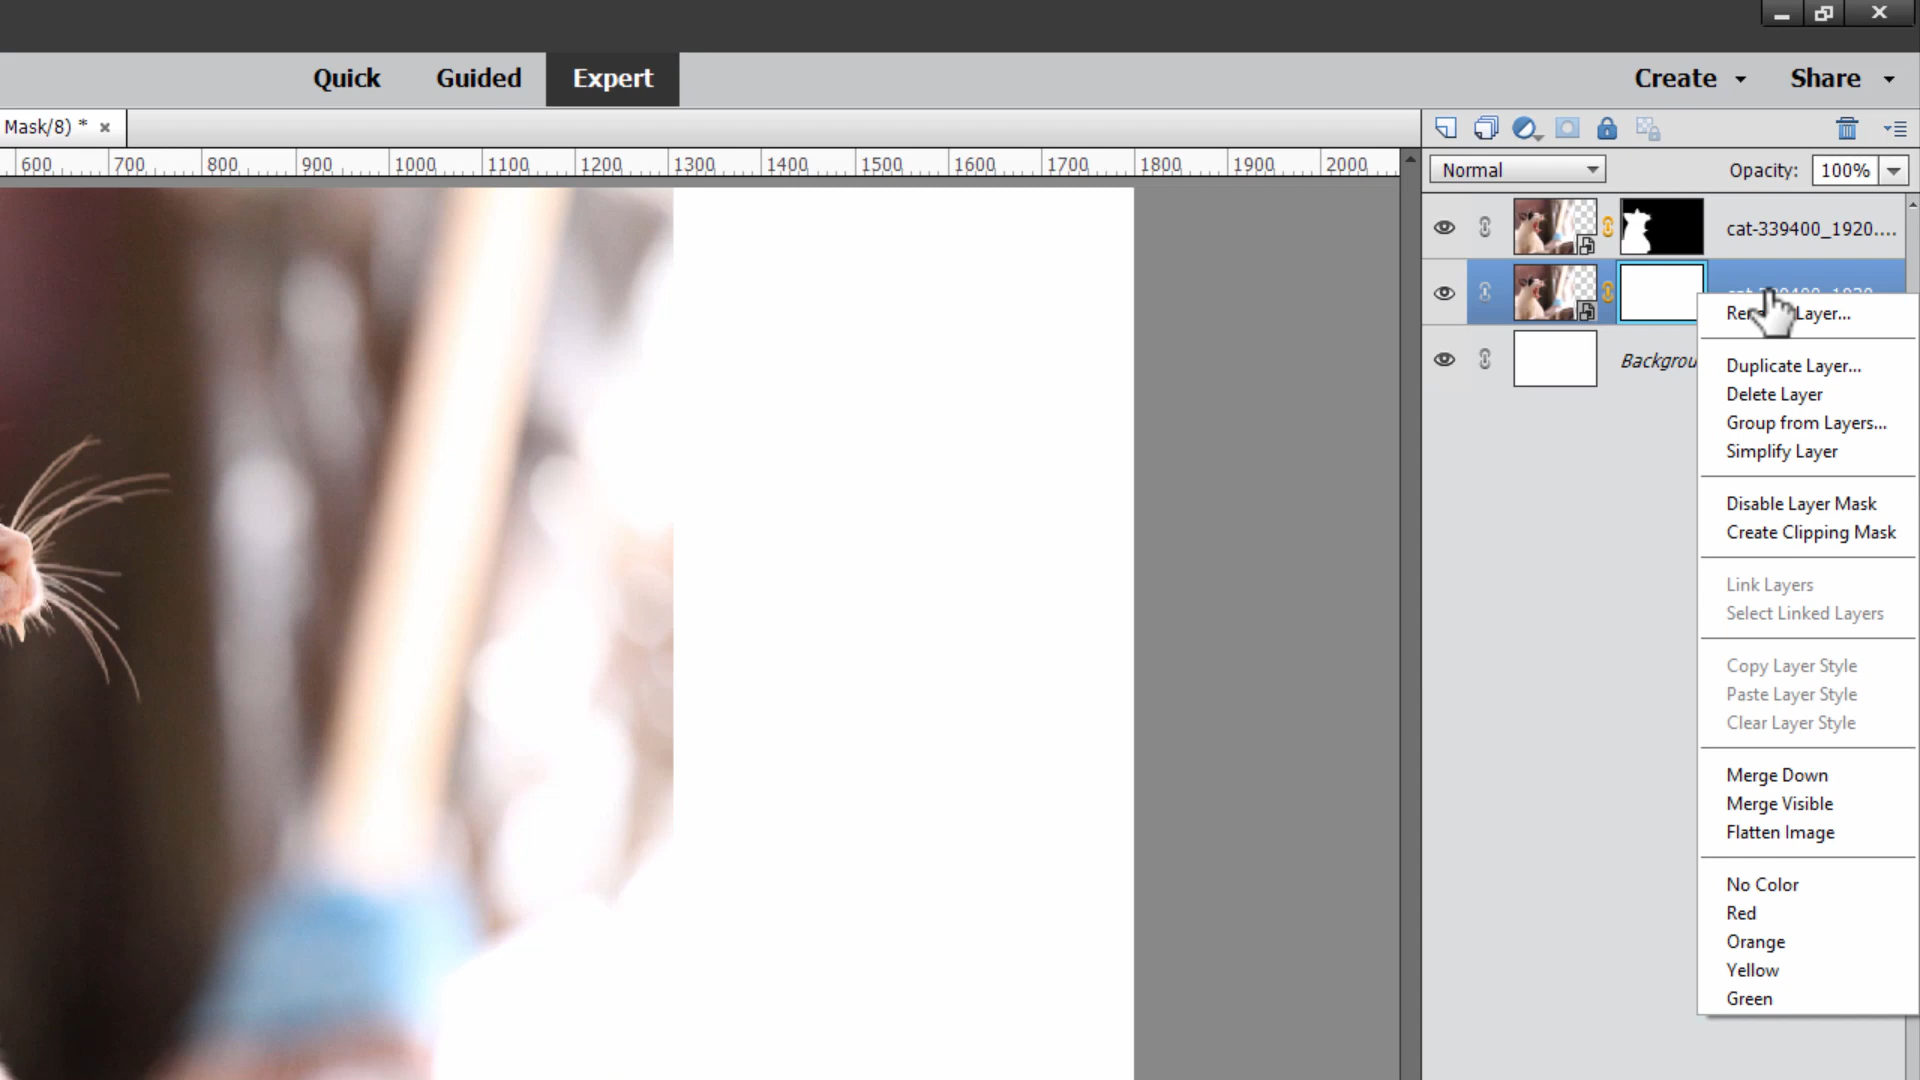 Quick Guided Expert Create Share
Mask/8) * ×
600 700 800 900 1000 1100 1200 1300 1400 1500 1600 1700 1800 1900 2000
Normal Opacity: 100%
cat-339400_1920....
Layer...
Backgrou
Duplicate Layer...
Delete Layer
Group from Layers...
Simplify Layer
Disable Layer Mask
Create Clipping Mask
Link Layers
Select Linked Layers
Copy Layer Style
Paste Layer Style
Clear Layer Style
Merge Down
Merge Visible
Flatten Image
No Color
Red
Orange
Yellow
Green